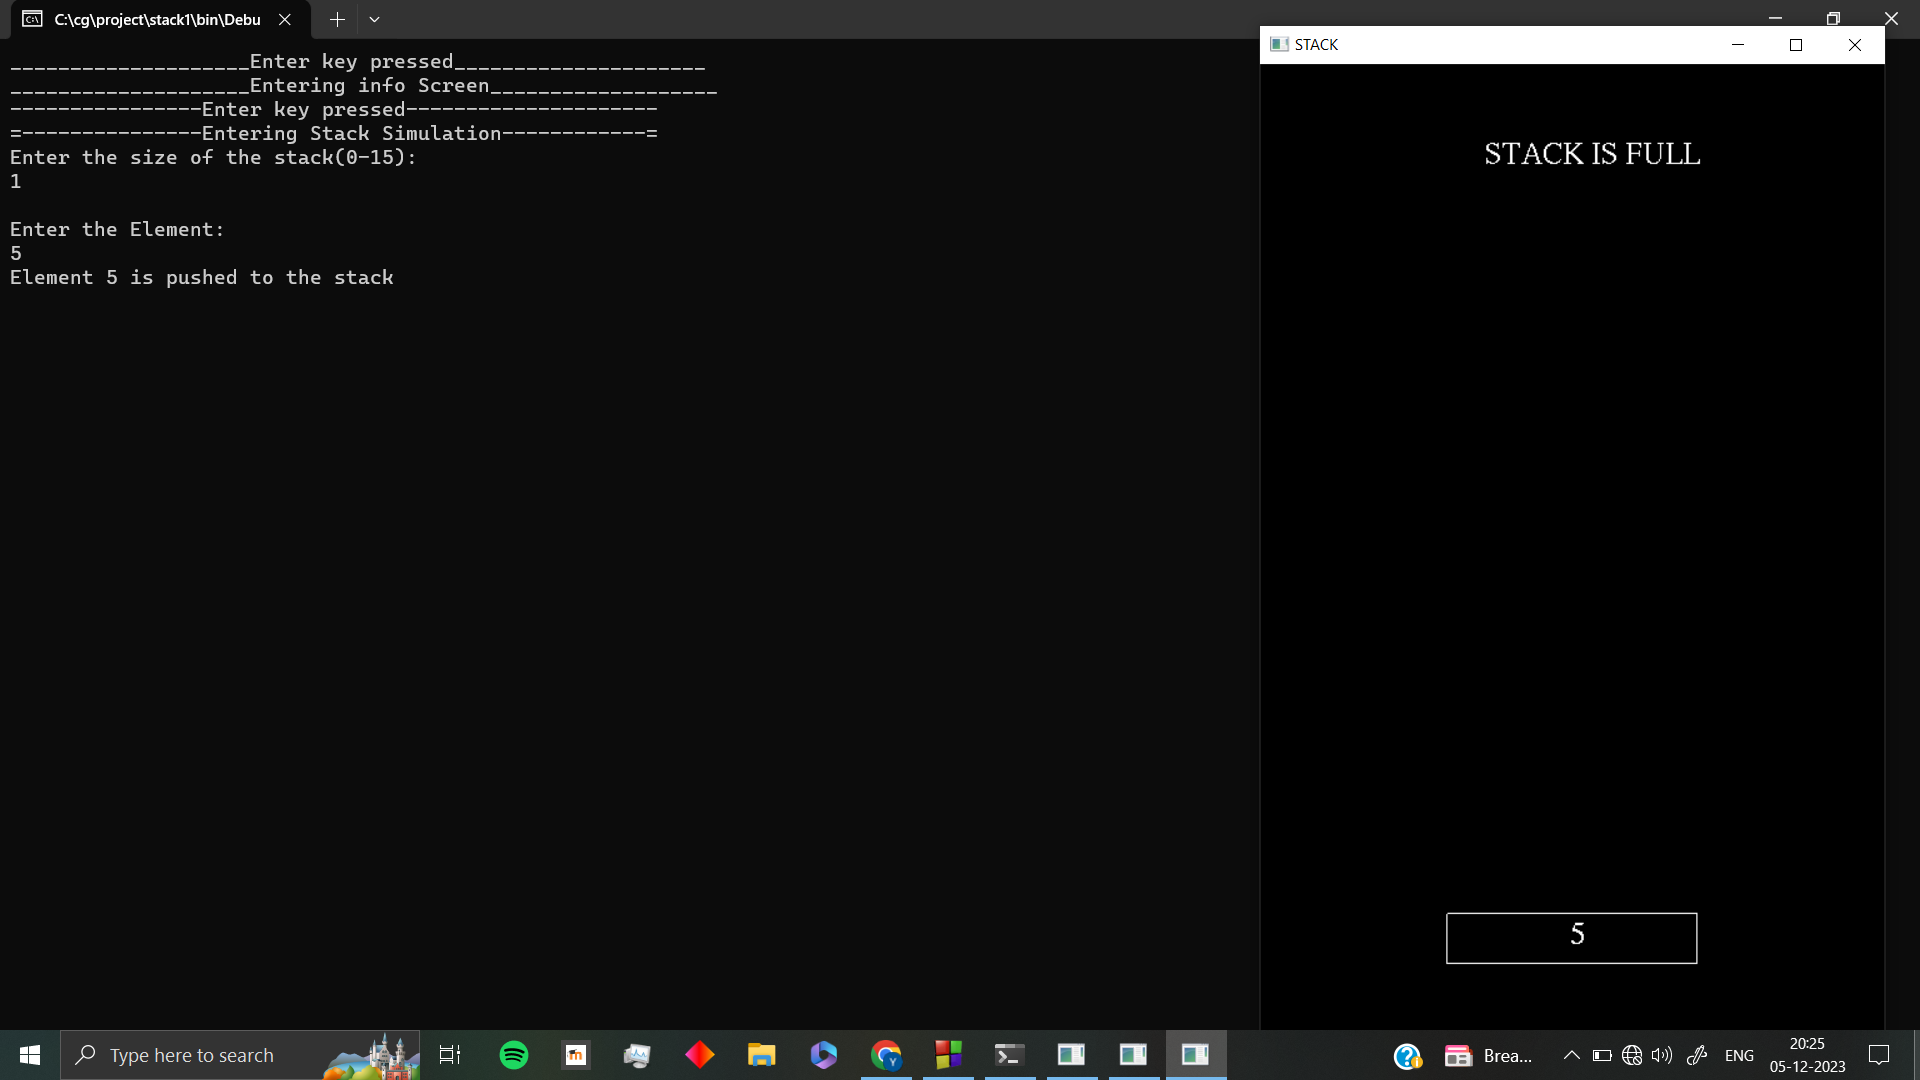 C:\cg\project\stack1\bin\Debu
____________________Enter key pressed_____________________
____________________Entering info Screen___________________
----------------Enter key pressed---------------------
=---------------Entering Stack Simulation------------=
Enter the size of the stack(0-15):
1
Enter the Element:
5
Element 5 is pushed to the stack
STACK
STACK IS FULL
5
Type here to search
Brea...
ENG
20:25
05-12-2023